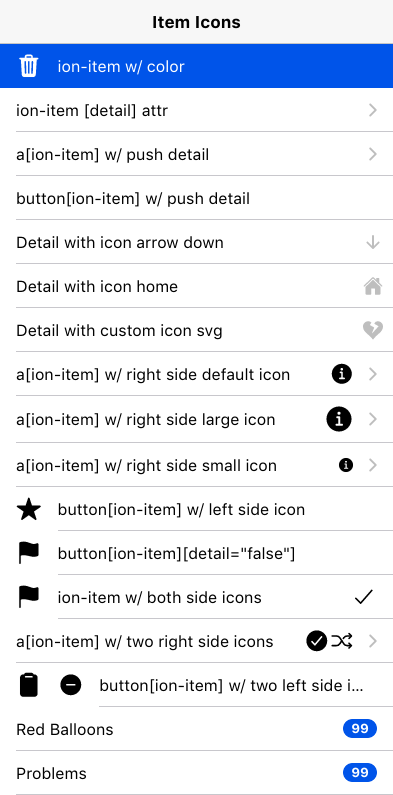 Item Icons
ion-item w/ color
ion-item [detail] attr
a[ion-item] w/ push detail
button[ion-item] w/ push detail
Detail with icon arrow down
Detail with icon home
Detail with custom icon svg
a[ion-item] w/ right side default icon
a[ion-item] w/ right side large icon
a[ion-item] w/ right side small icon
button[ion-item] w/ left side icon
button[ion-item][detail="false"]
ion-item w/ both side icons
a[ion-item] w/ two right side icons
button[ion-item] w/ two left side i...
Red Balloons 99
Problems 99